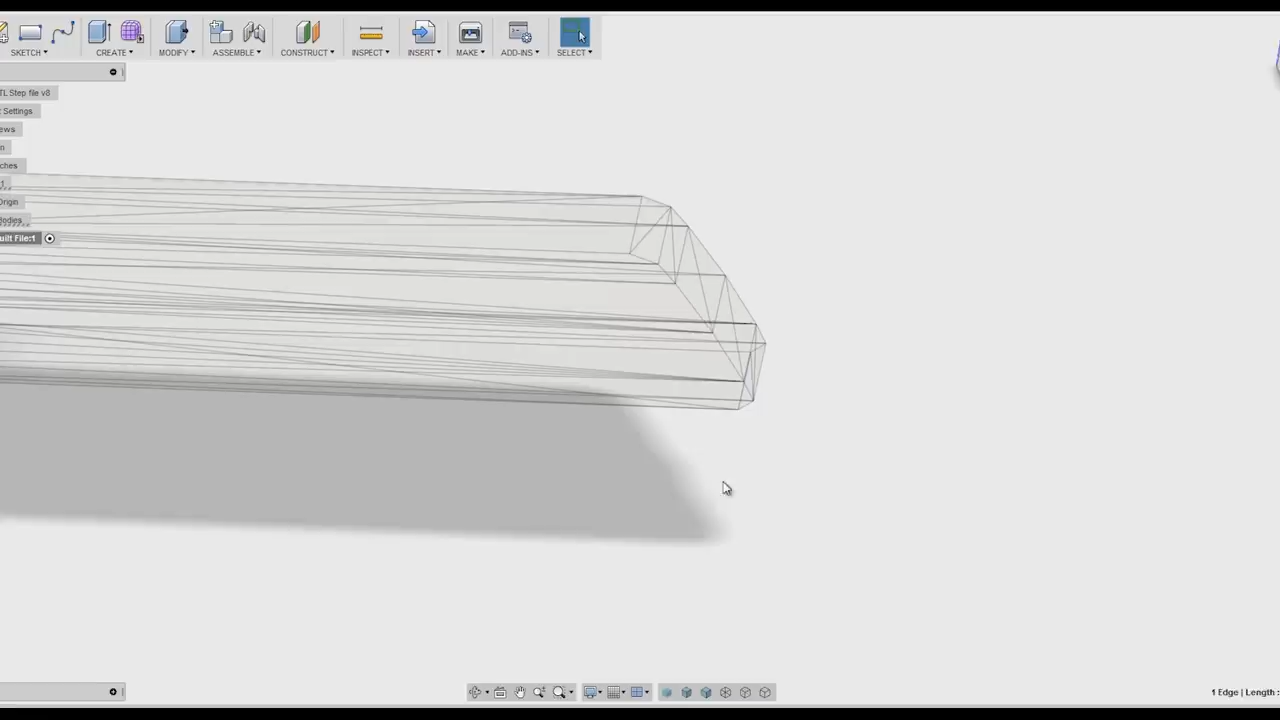 SKETCH▾ CREATE▾ MODIFY▾ ASSEMBLE▾ CONSTRUCT▾ INSPECT▾ INSERT▾ MAKE▾ ADD-INS▾ SELECT▾
TL Step file v8
t Settings
ews
n
ches
:1
Origin
Bodies
uilt File:1
1 Edge | Length :